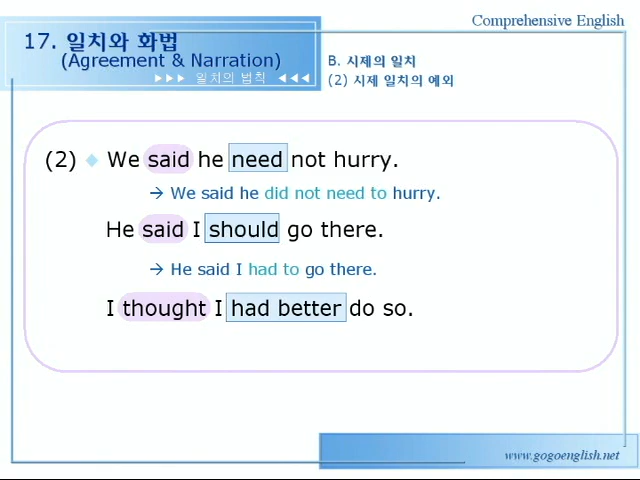 Comprehensive English
17. 일치와 화법
(Agreement & Narration)
▶▶▶ 일치의 법칙 ◀◀◀
B. 시제의 일치
(2) 시제 일치의 예외
(2) ◆ We said he need not hurry.
→ We said he did not need to hurry.
He said I should go there.
→ He said I had to go there.
I thought I had better do so.
www.gogoenglish.net